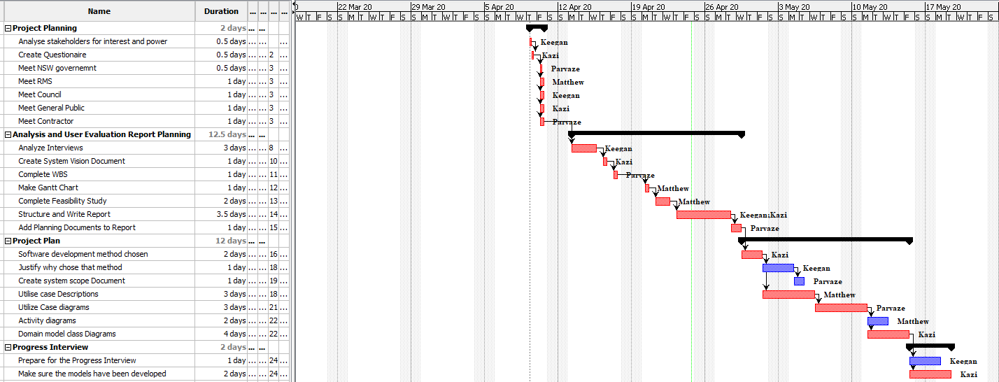 Name Duration ... ... ... ... 0 22 Mar 20 29 Mar 20 5 Apr 20 12 Apr 20 19 Apr 20 26 Apr 20 3 May 20 10 May 20 17 May 20
W T F S S M T W T F S S M T W T F S S M T W T F S S M T W T F S S M T W T F S S M T W T F S S M T W T F S S M T W T F S S M T W T F S
Project Planning 2 days ... ...
Analyse stakeholders for interest and power 0.5 days ... ... ... Keegan
Create Questionaire 0.5 days ... ... 2 ... Kazi
Meet NSW governemnt 0.5 days ... ... 3 ... Parvaze
Meet RMS 1 day ... ... 3 ... Matthew
Meet Council 1 day ... ... 3 ... Keegan
Meet General Public 1 day ... ... 3 ... Kazi
Meet Contractor 1 day ... ... 3 ... Parvaze
Analysis and User Evaluation Report Planning 12.5 days ... ...
Analyze Interviews 3 days ... ... 8 ... Keegan
Create System Vision Document 1 day ... ... 10 ... Kazi
Complete WBS 1 day ... ... 11 ... Parvaze
Make Gantt Chart 1 day ... ... 12 ... Matthew
Complete Feasibility Study 2 days ... ... 13 ... Matthew
Structure and Write Report 3.5 days ... ... 14 ... Keegan;Kazi
Add Planning Documents to Report 1 day ... ... 15 ... Parvaze
Project Plan 12 days ... ...
Software development method chosen 2 days ... ... 16 ... Kazi
Justify why chose that method 1 day ... ... 18 ... Keegan
Create system scope Document 1 day ... ... 19 ... Parvaze
Utilise case Descriptions 3 days ... ... 18 ... Matthew
Utilize Case diagrams 3 days ... ... 21 ... Parvaze
Activity diagrams 2 days ... ... 22 ... Matthew
Domain model class Diagrams 4 days ... ... 22 ... Kazi
Progress Interview 2 days ... ...
Prepare for the Progress Interview 1 day ... ... 24 ... Keegan
Make sure the models have been developed 2 days ... ... 24 ... Kazi